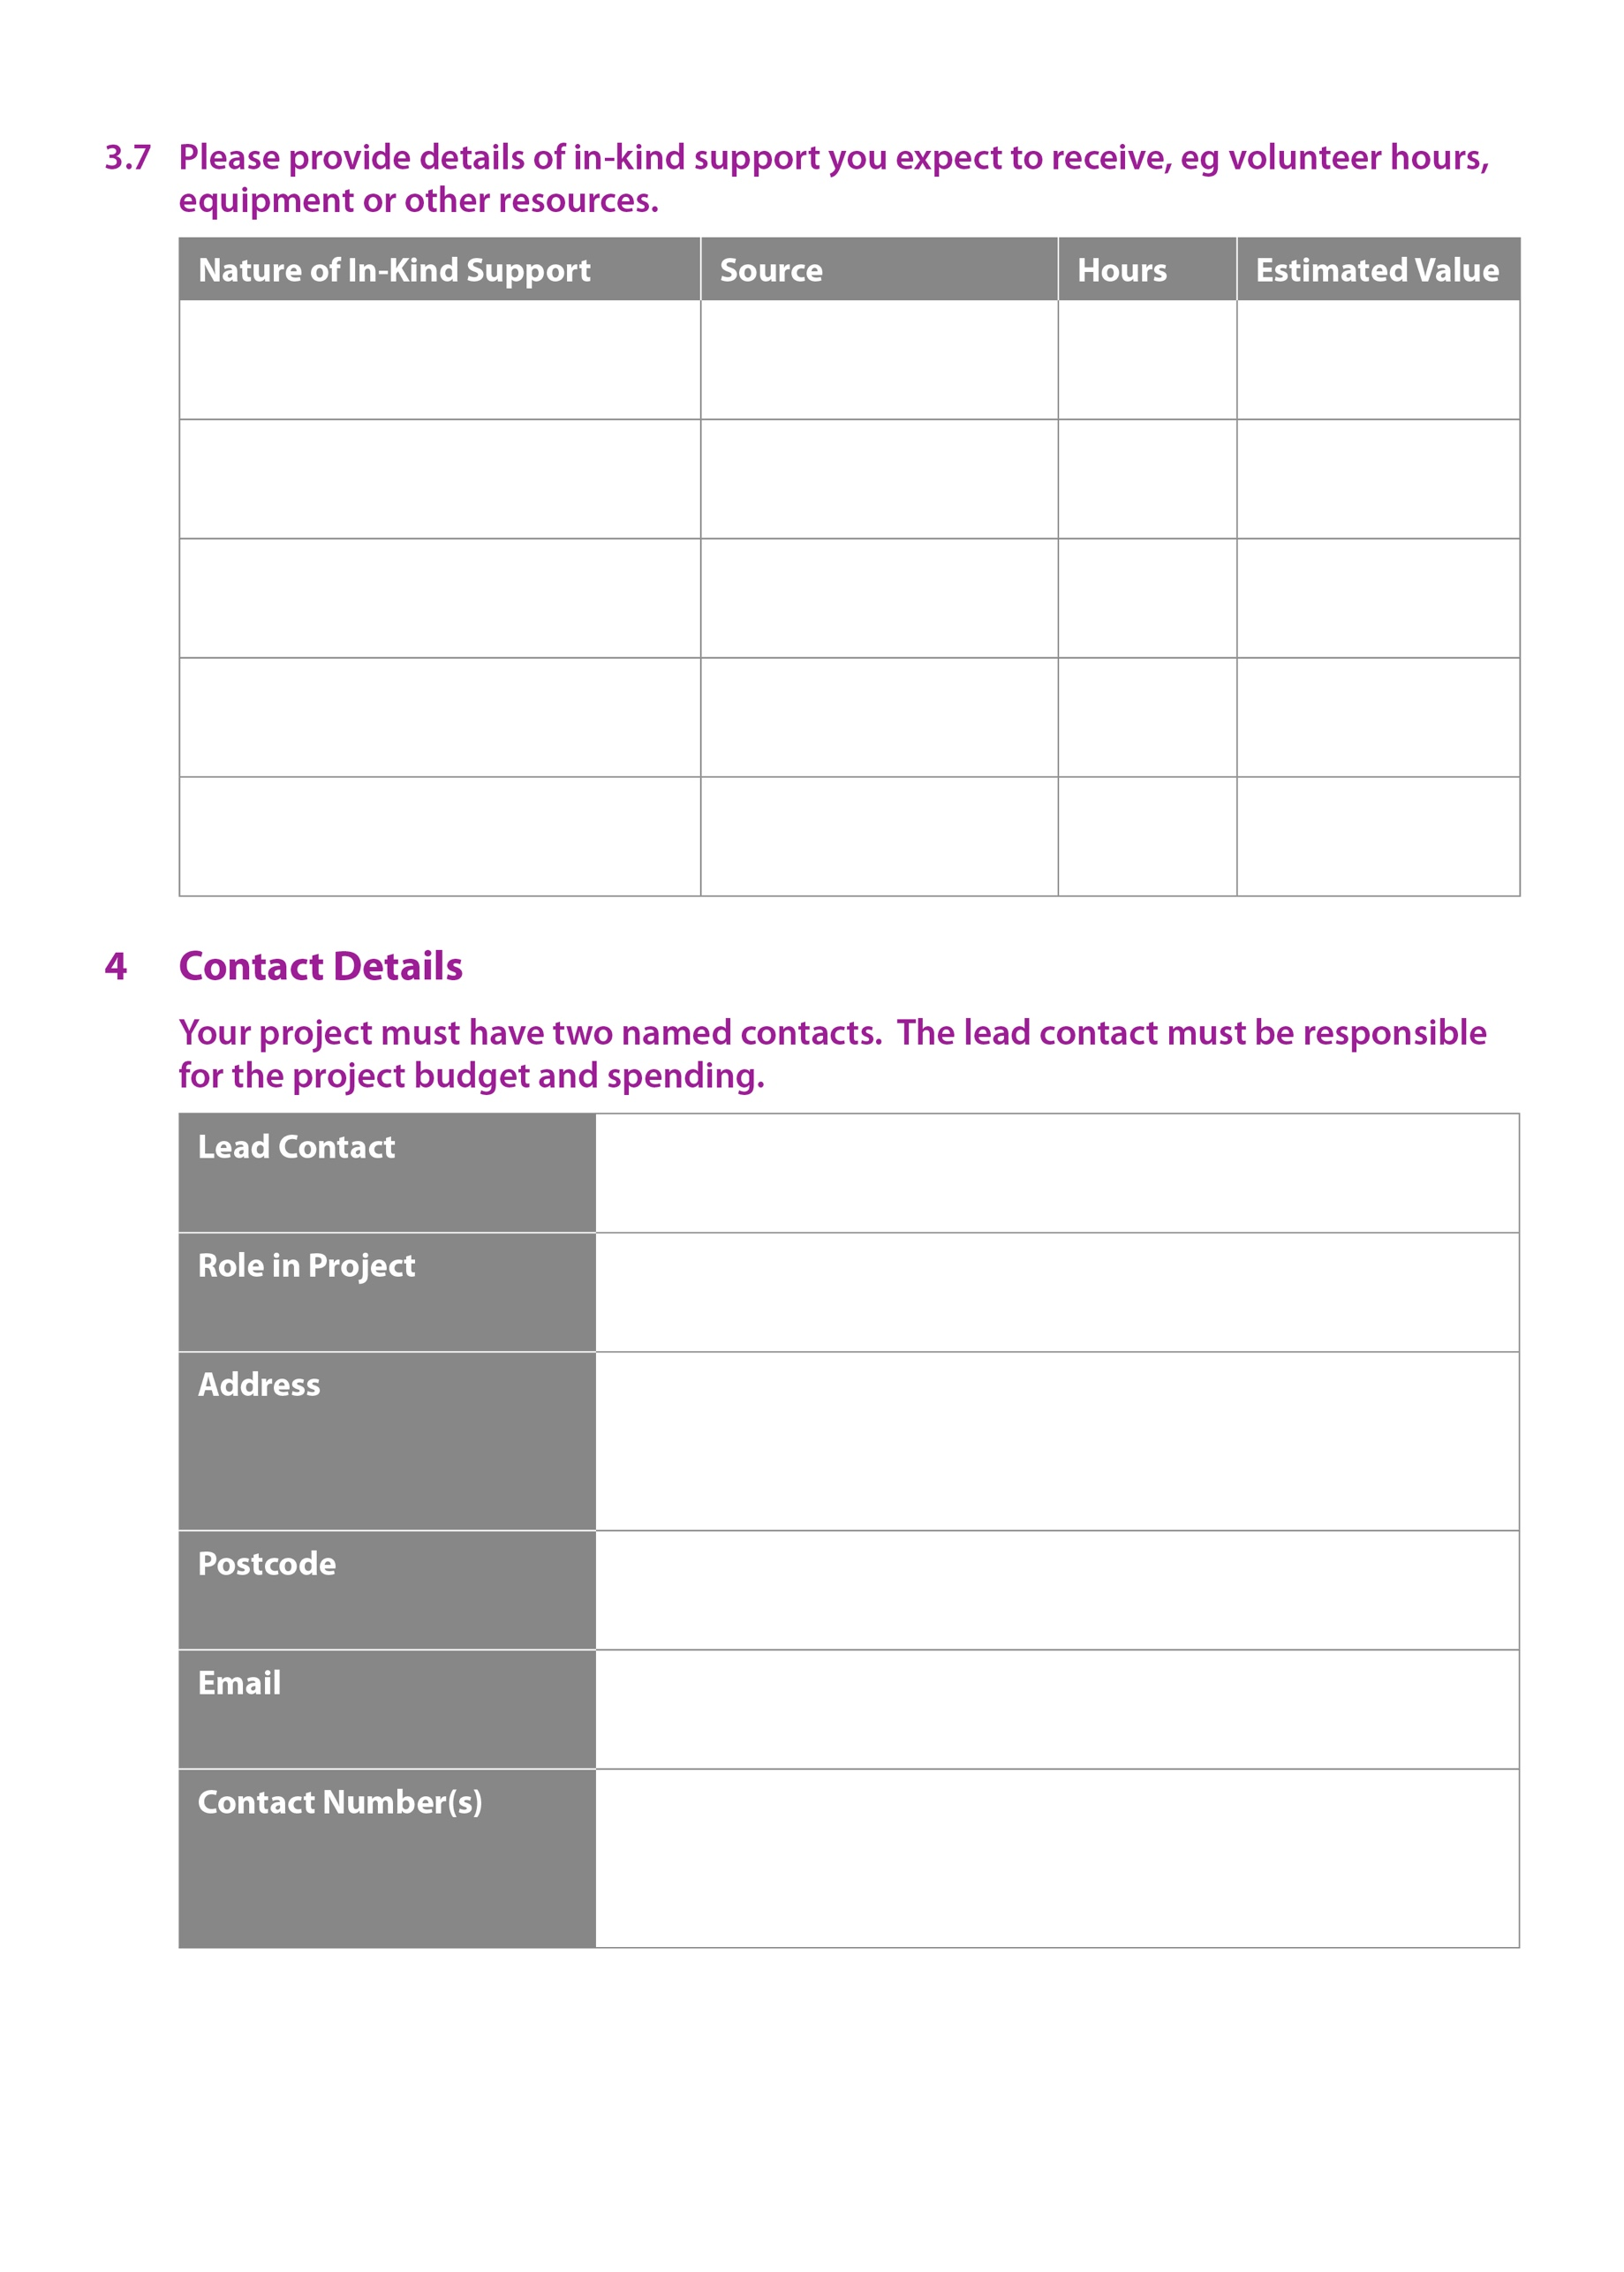 3.7 Please provide details of in-kind support you expect to receive, eg volunteer hours,
equipment or other resources.
Nature of In-Kind Support Source Hours Estimated Value
4 Contact Details
Your project must have two named contacts. The lead contact must be responsible
for the project budget and spending.
Lead Contact
Role in Project
Address
Postcode
Email
Contact Number(s)